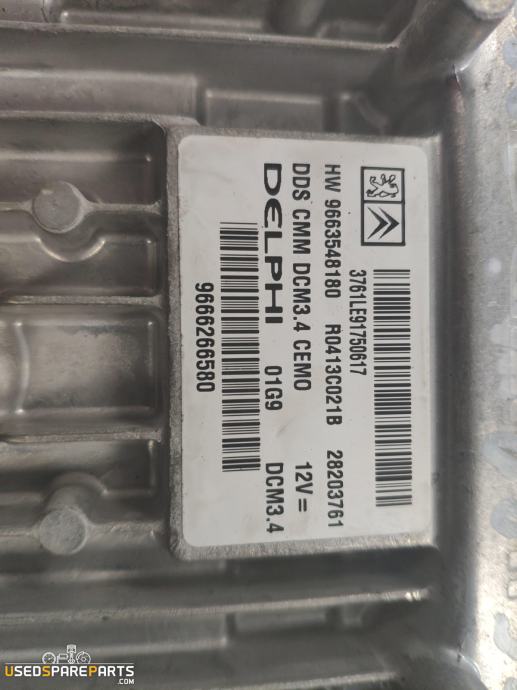 3761LE91750617
HW 9663548180 R0413C021B 28203761
DDS CMM DCM3.4 CEMO 12V=
DELPHI 01G9 DCM3.4
9666266580
USEDSPAREPARTS
.COM